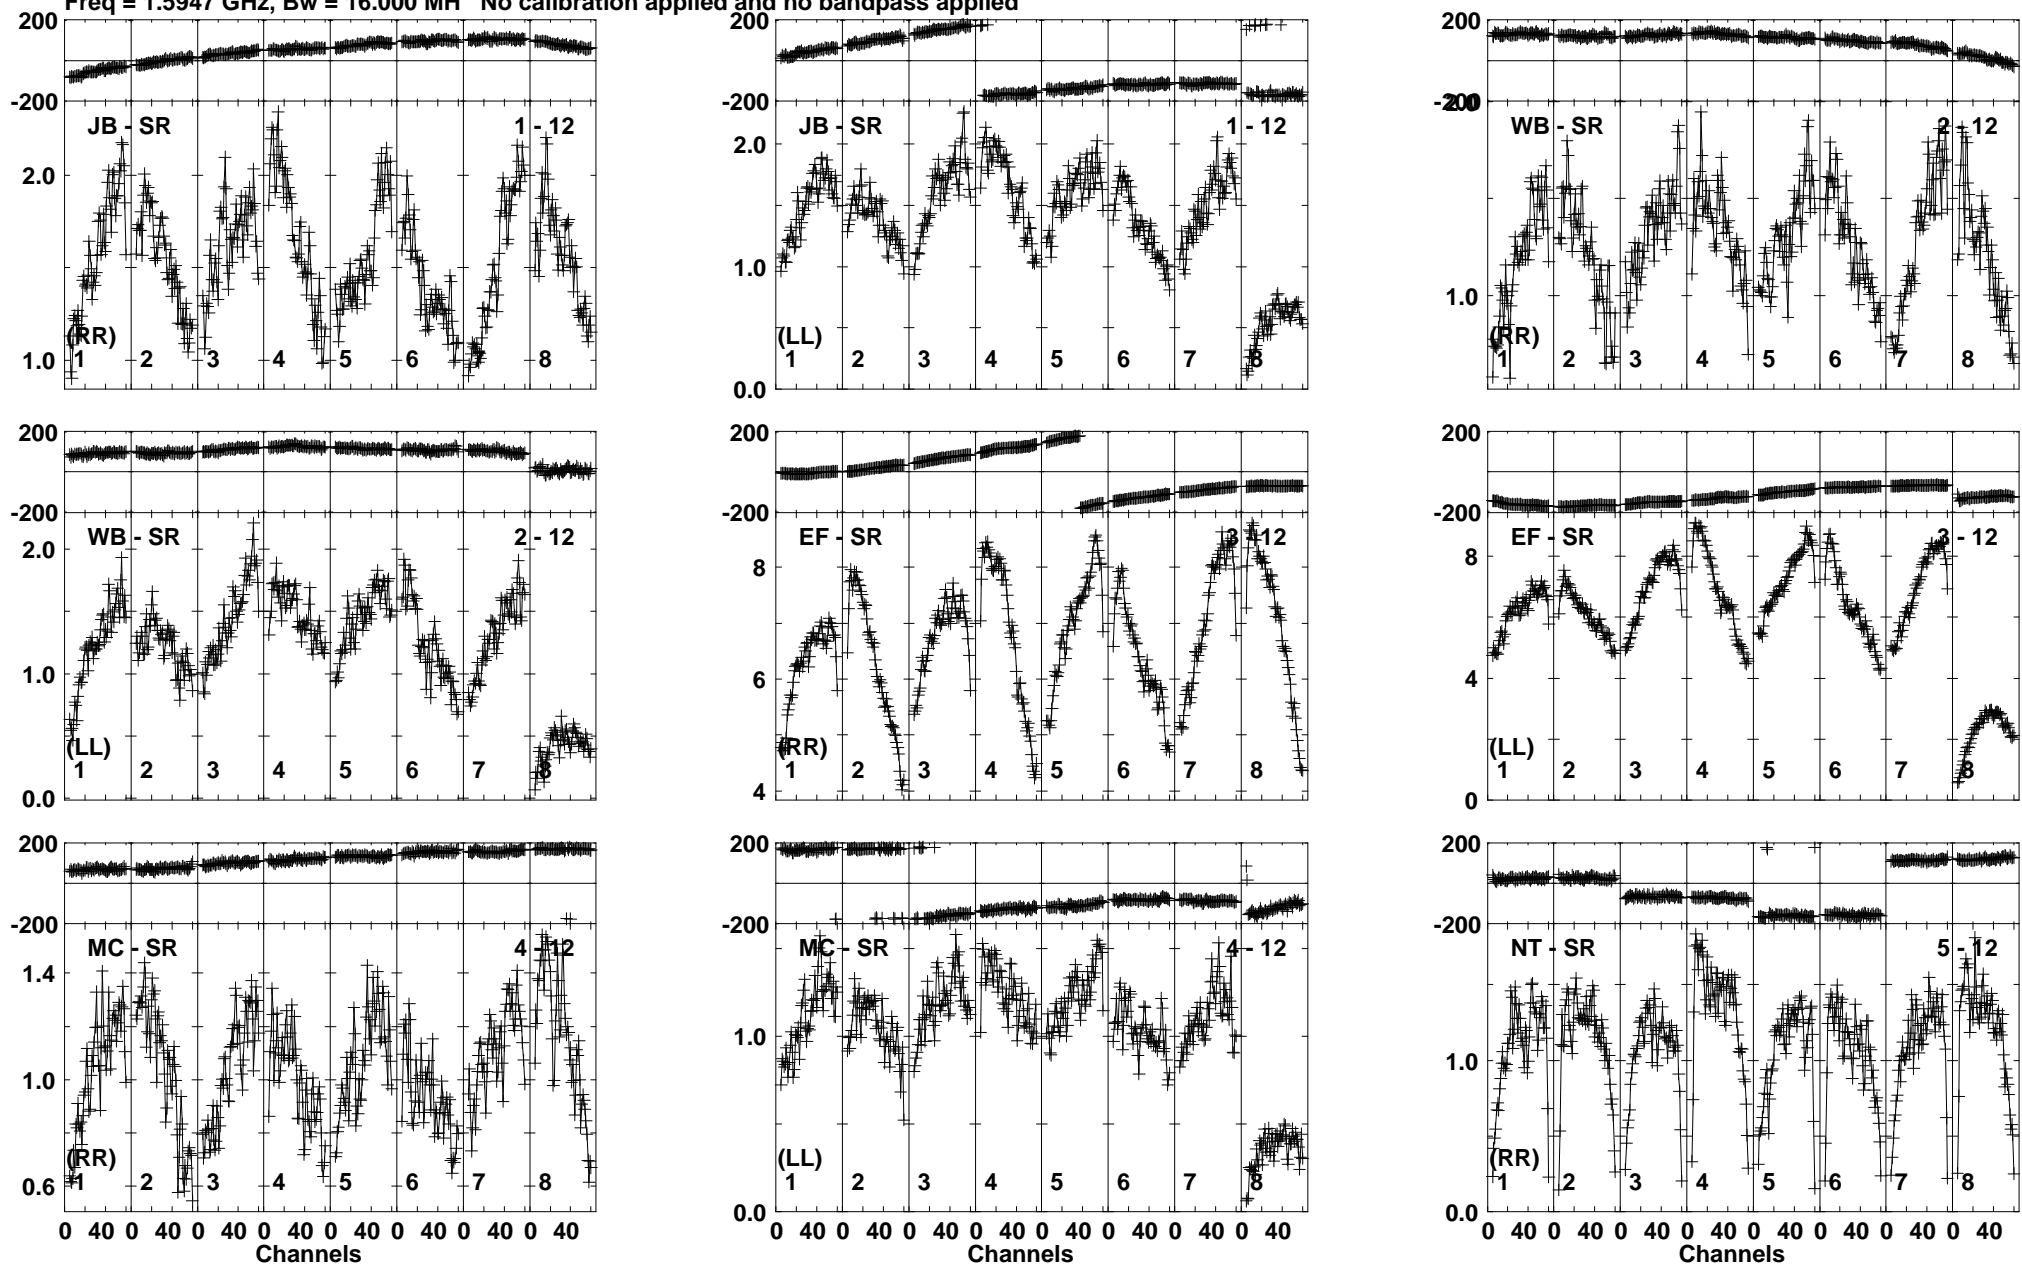 Freq = 1.5947 GHz, Bw = 16.000 MH No calibration applied and no bandpass applied
200 200 200
-200 -200 -200
JB - SR 1 - 12 JB - SR 1 - 12 WB - SR 2 - 12
2.0 2.0 2.0
1.0 1.0 1.0
0.0
(RR) (LL) (RR)
1 2 3 4 5 6 7 8 1 2 3 4 5 6 7 8 1 2 3 4 5 6 7 8
200 200 200
-200 -200 -200
WB - SR 2 - 12 EF - SR 3 - 12 EF - SR 3 - 12
2.0 8 8
1.0 6 4
0.0 4 0
(LL) (RR) (LL)
1 2 3 4 5 6 7 8 1 2 3 4 5 6 7 8 1 2 3 4 5 6 7 8
200 200 200
-200 -200 -200
MC - SR 4 - 12 MC - SR 4 - 12 NT - SR 5 - 12
1.4
1.0 1.0 1.0
0.6 0.0 0.0
(RR) (LL) (RR)
1 2 3 4 5 6 7 8 1 2 3 4 5 6 7 8 1 2 3 4 5 6 7 8
0 40 0 40 0 40 0 40 0 40 0 40 0 40 0 40 0 40 0 40 0 40 0 40 0 40 0 40 0 40 0 40 0 40 0 40 0 40 0 40 0 40 0 40 0 40 0 40
Channels Channels Channels